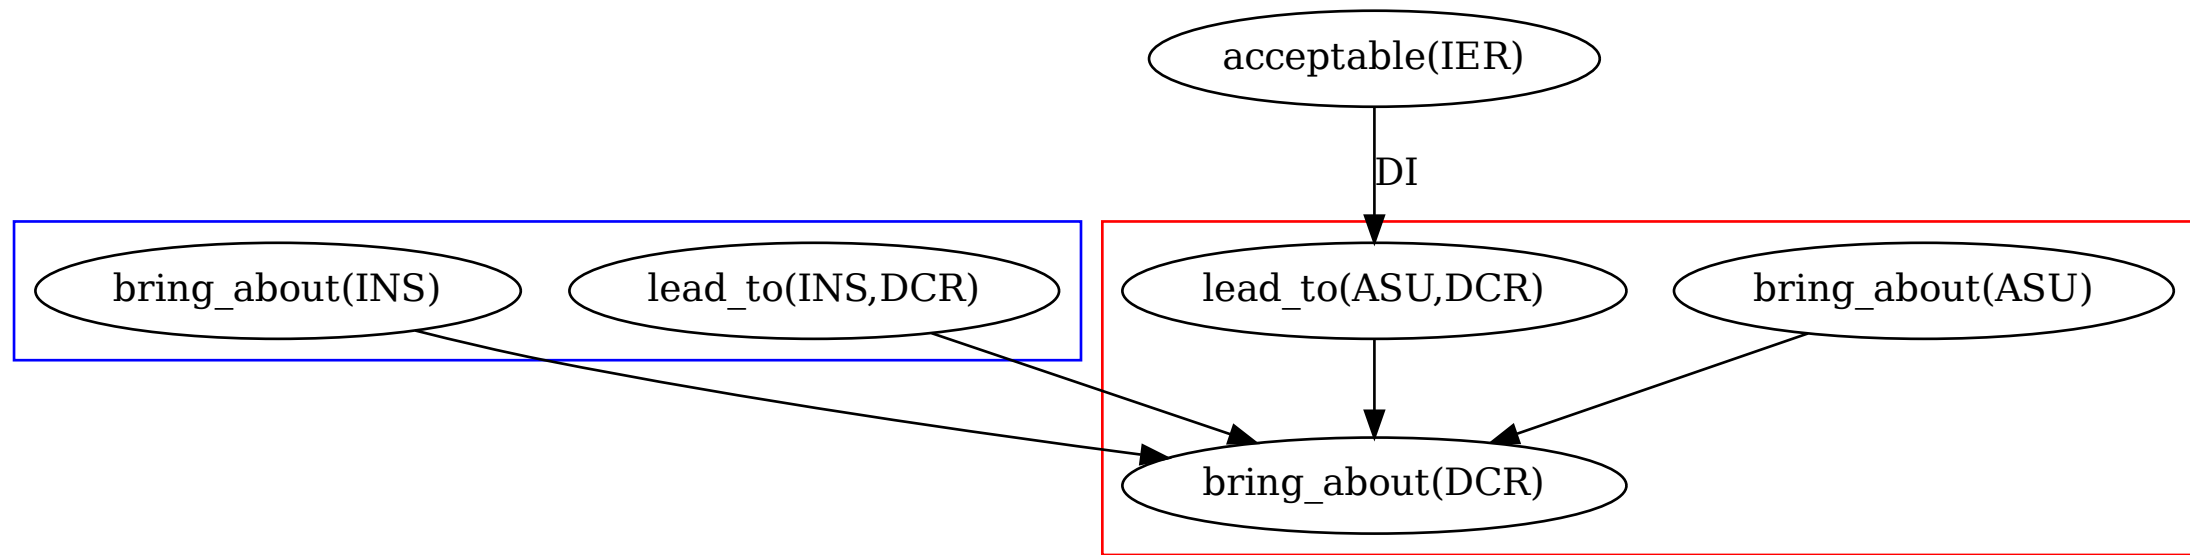 acceptable(IER)
DI
bring_about(INS)
lead_to(INS,DCR)
lead_to(ASU,DCR)
bring_about(ASU)
bring_about(DCR)